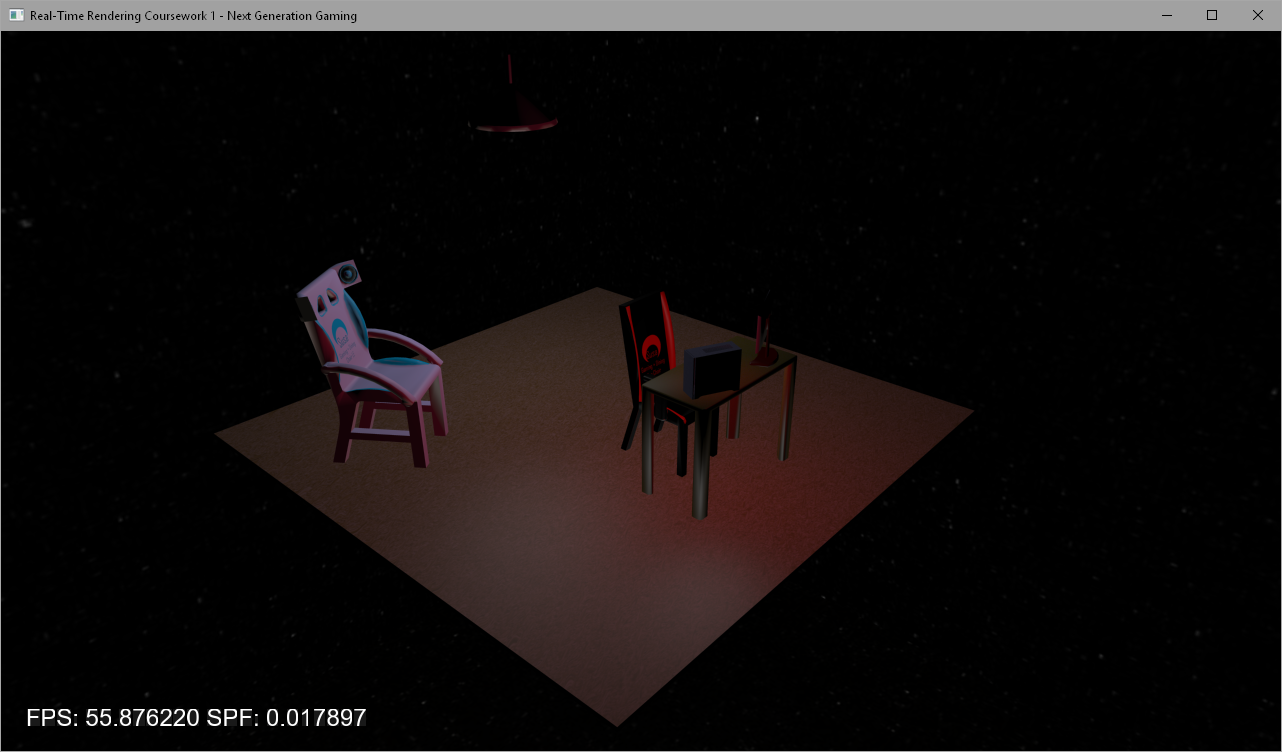 Real-Time Rendering Coursework 1 - Next Generation Gaming
FPS: 55.876220 SPF: 0.017897